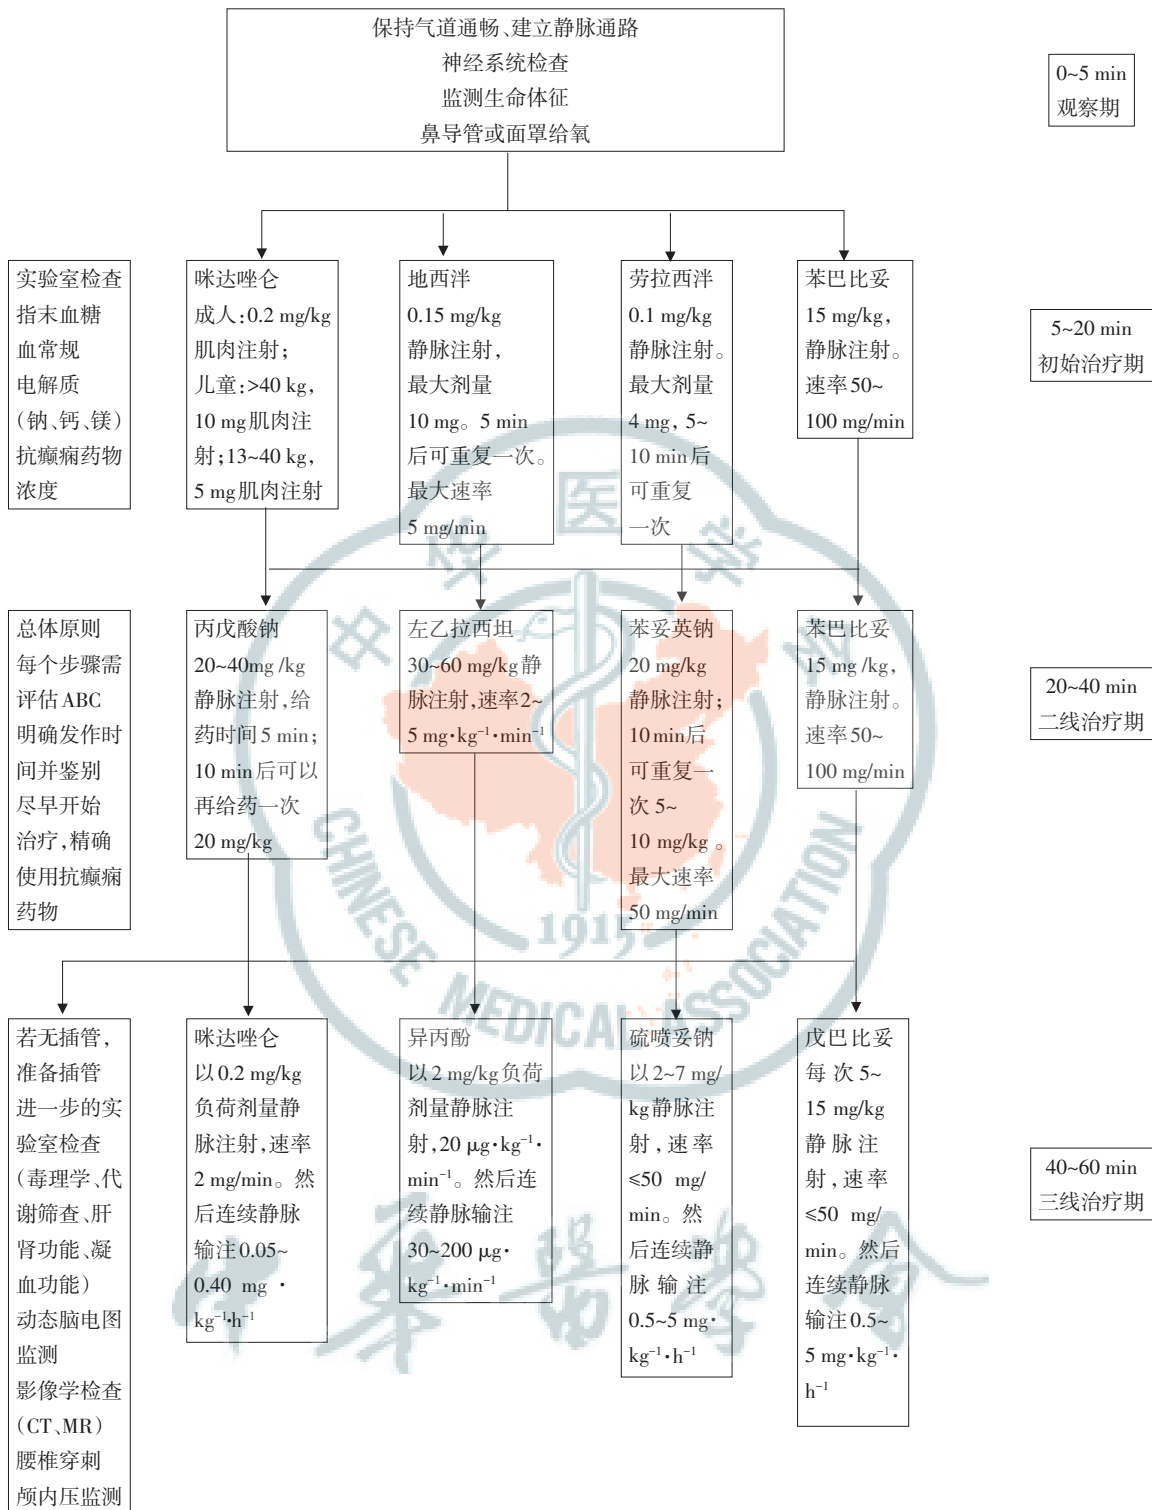 保持气道通畅、建立静脉通路
神经系统检查
监测生命体征
鼻导管或面罩给氧
0~5 min
观察期
实验室检查
指末血糖
血常规
电解质
(钠、钙、镁)
抗癫痫药物
浓度
咪达唑仑
成人:0.2 mg/kg
肌肉注射;
儿童:>40 kg,
10 mg肌肉注
射;13~40 kg,
5 mg肌肉注射
地西泮
0.15 mg/kg
静脉注射,
最大剂量
10 mg。5 min
后可重复一次。
最大速率
5 mg/min
劳拉西泮
0.1 mg/kg
静脉注射。
最大剂量
4 mg, 5~
10 min后
可重复
一次
苯巴比妥
15 mg/kg,
静脉注射。
速率50~
100 mg/min
5~20 min
初始治疗期
总体原则
每个步骤需
评估ABC
明确发作时
间并鉴别
尽早开始
治疗,精确
使用抗癫痫
药物
丙戊酸钠
20~40mg /kg
静脉注射,给
药时间5 min;
10 min后可以
再给药一次
20 mg/kg
左乙拉西坦
30~60 mg/kg静
脉注射,速率2~
5 mg·kg⁻¹·min⁻¹
苯妥英钠
20 mg/kg
静脉注射;
10 min后
可重复一
次 5~
10 mg/kg 。
最大速率
50 mg/min
苯巴比妥
15 mg /kg,
静脉注射。
速率50~
100 mg/min
20~40 min
二线治疗期
若无插管,
准备插管
进一步的实
验室检查
(毒理学、代
谢筛查、肝
肾功能、凝
血功能)
动态脑电图
监测
影像学检查
(CT、MR)
腰椎穿刺
颅内压监测
咪达唑仑
以0.2 mg/kg
负荷剂量静
脉注射,速率
2 mg/min。然
后连续静脉
输注0.05~
0.40 mg ·
kg⁻¹·h⁻¹
异丙酚
以2 mg/kg负荷
剂量静脉注
射,20 μg·kg⁻¹·
min⁻¹。然后连
续静脉输注
30~200 μg·
kg⁻¹·min⁻¹
硫喷妥钠
以2~7 mg/
kg静脉注
射,速率
≤50 mg/
min。然
后连续静
脉输注
0.5~5 mg·
kg⁻¹·h⁻¹
戊巴比妥
每次5~
15 mg/kg
静脉注
射,速率
≤50 mg/
min。然后
连续静脉
输注0.5~
5 mg·kg⁻¹·
h⁻¹
40~60 min
三线治疗期
中华医学会
1915
CHINESE MEDICAL ASSOCIATION
中華醫學會